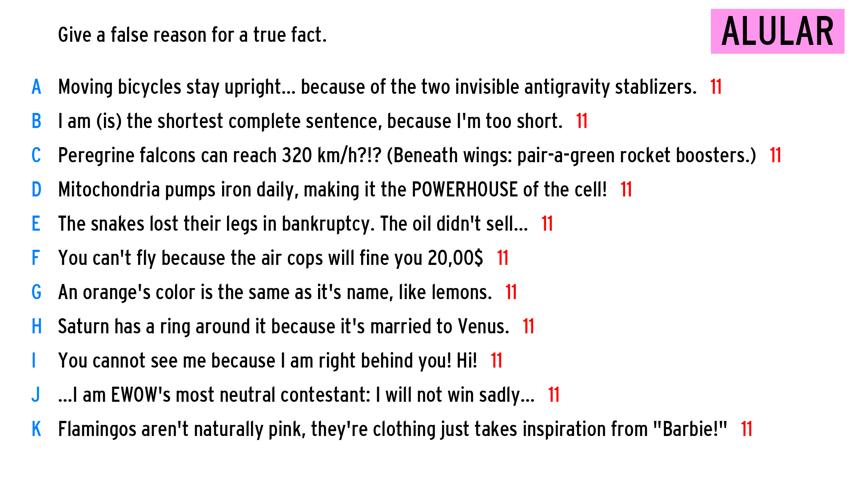 Give a false reason for a true fact.
ALULAR
A Moving bicycles stay upright... because of the two invisible antigravity stablizers. 11
B I am (is) the shortest complete sentence, because I'm too short. 11
C Peregrine falcons can reach 320 km/h?!? (Beneath wings: pair-a-green rocket boosters.) 11
D Mitochondria pumps iron daily, making it the POWERHOUSE of the cell! 11
E The snakes lost their legs in bankruptcy. The oil didn't sell... 11
F You can't fly because the air cops will fine you 20,00$ 11
G An orange's color is the same as it's name, like lemons. 11
H Saturn has a ring around it because it's married to Venus. 11
I You cannot see me because I am right behind you! Hi! 11
J ...I am EWOW's most neutral contestant: I will not win sadly... 11
K Flamingos aren't naturally pink, they're clothing just takes inspiration from "Barbie!" 11